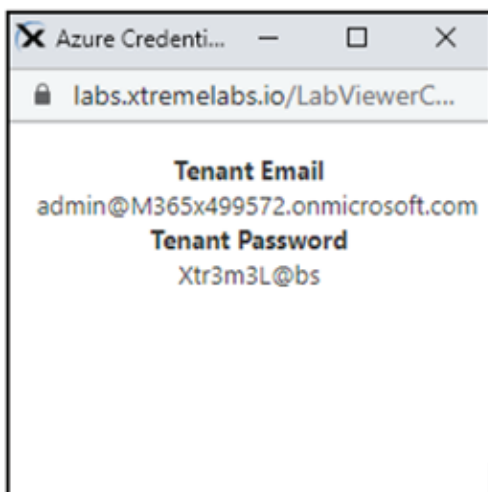 Azure Credenti...
labs.xtremelabs.io/LabViewerC...
Tenant Email
admin@M365x499572.onmicrosoft.com
Tenant Password
Xtr3m3L@bs